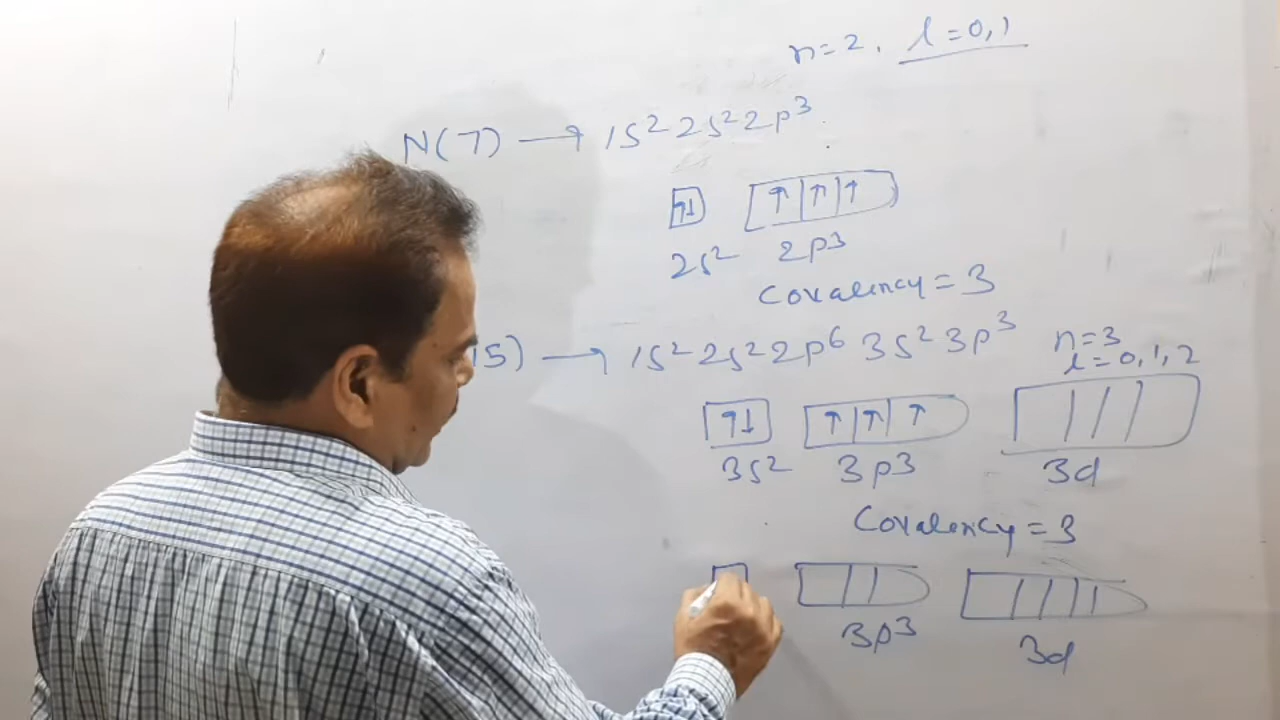 n=2, l=0,1
N(7) → 1s² 2s² 2p³
↑↓ ↑ ↑ ↑
2s² 2p³
Covalency = 3
15) → 1s² 2s² 2p⁶ 3s² 3p³
n=3
l=0,1,2
↑↓ ↑ ↑ ↑
3s² 3p³ 3d
Covalency = 3
3p³ 3d